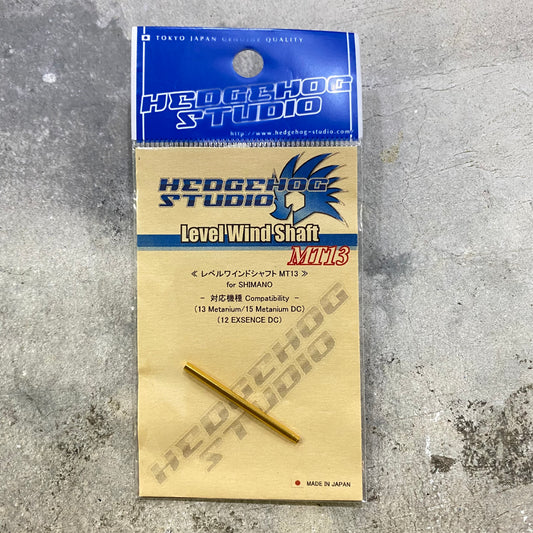 TOKYO JAPAN GENUINE QUALITY
HEDGEHOG
STUDIO
http://www.hedgehog-studio.com/
HEDGEHOG
STUDIO
Level Wind Shaft
MT13
≪ レベルワインドシャフト MT13 ≫
for SHIMANO
- 対応機種 Compatibility -
(13 Metanium/15 Metanium DC)
(12 EXSENCE DC)
HEDGEHOG
STUDIO
MADE IN JAPAN